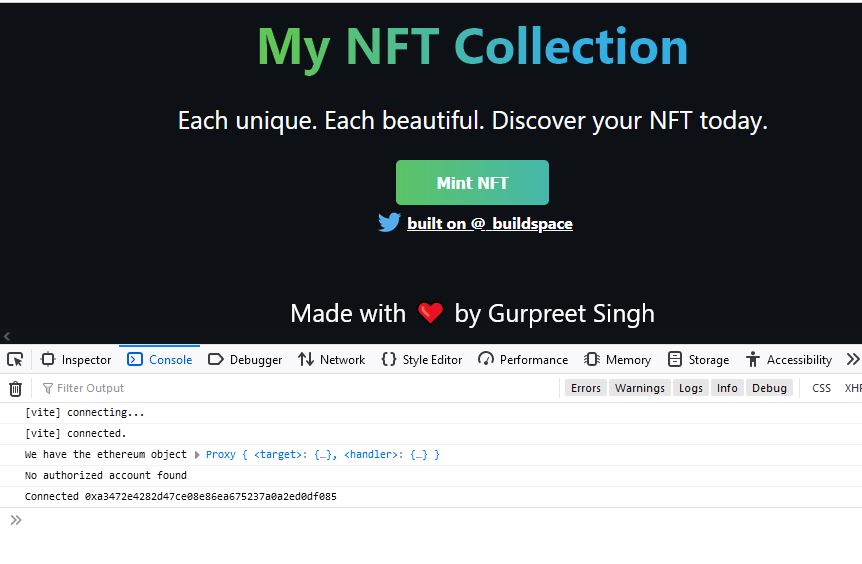 My NFT Collection
Each unique. Each beautiful. Discover your NFT today.
Mint NFT
built on @_buildspace
Made with ❤️ by Gurpreet Singh
Inspector Console Debugger Network Style Editor Performance Memory Storage Accessibility
Filter Output Errors Warnings Logs Info Debug CSS XHR
[vite] connecting...
[vite] connected.
We have the ethereum object Proxy { <target>: {…}, <handler>: {…} }
No authorized account found
Connected 0xa3472e4282d47ce08e86ea675237a0a2ed0df085